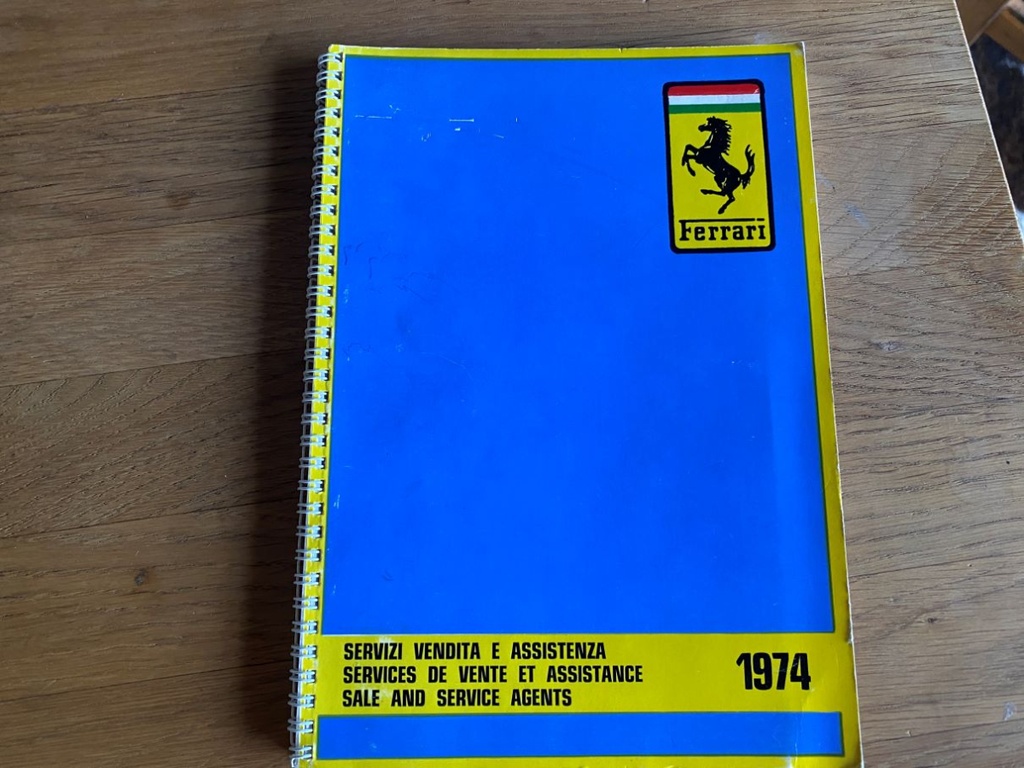 Ferrari
SERVIZI VENDITA E ASSISTENZA
SERVICES DE VENTE ET ASSISTANCE
SALE AND SERVICE AGENTS
1974